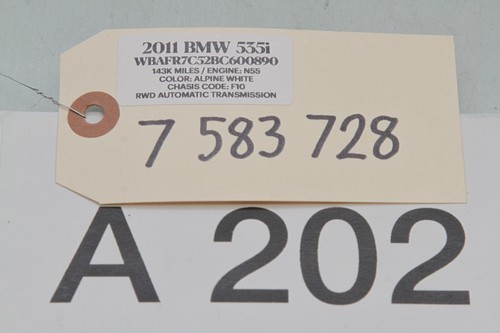 2011 BMW 535i
WBAFR7C52BC600890
143K MILES / ENGINE: N55
COLOR: ALPINE WHITE
CHASIS CODE: F10
RWD AUTOMATIC TRANSMISSION
7 583 728
A 202